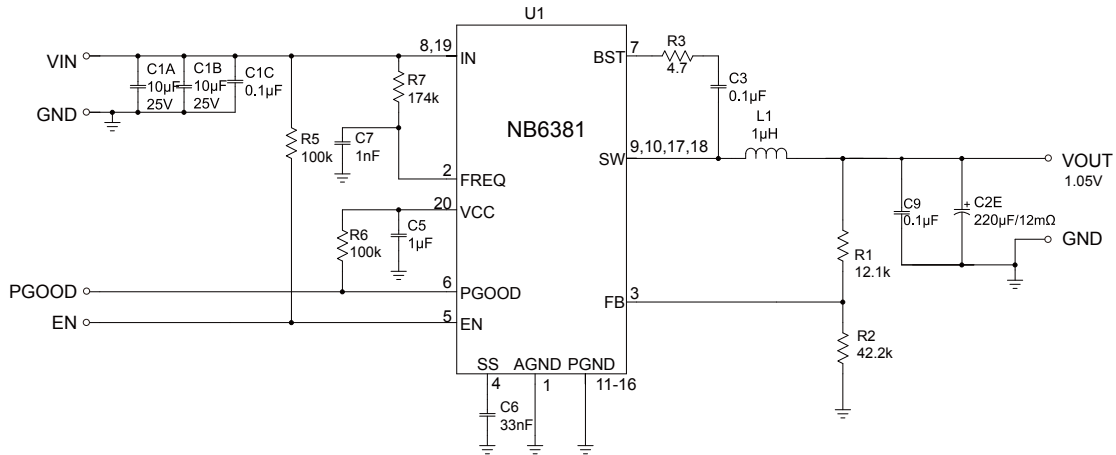 U1
VIN
8,19
IN
BST
7
R3
4.7
C1A
10µF
25V
C1B
10µF
25V
C1C
0.1µF
R7
174k
C3
0.1µF
GND
C7
1nF
NB6381
L1
1µH
R5
100k
9,10,17,18
SW
VOUT
1.05V
2
FREQ
20
VCC
C9
0.1µF
C2E
220µF/12mΩ
+
GND
R6
100k
C5
1µF
R1
12.1k
PGOOD
6
PGOOD
FB
3
EN
5
EN
R2
42.2k
SS
AGND
PGND
4
1
11-16
C6
33nF